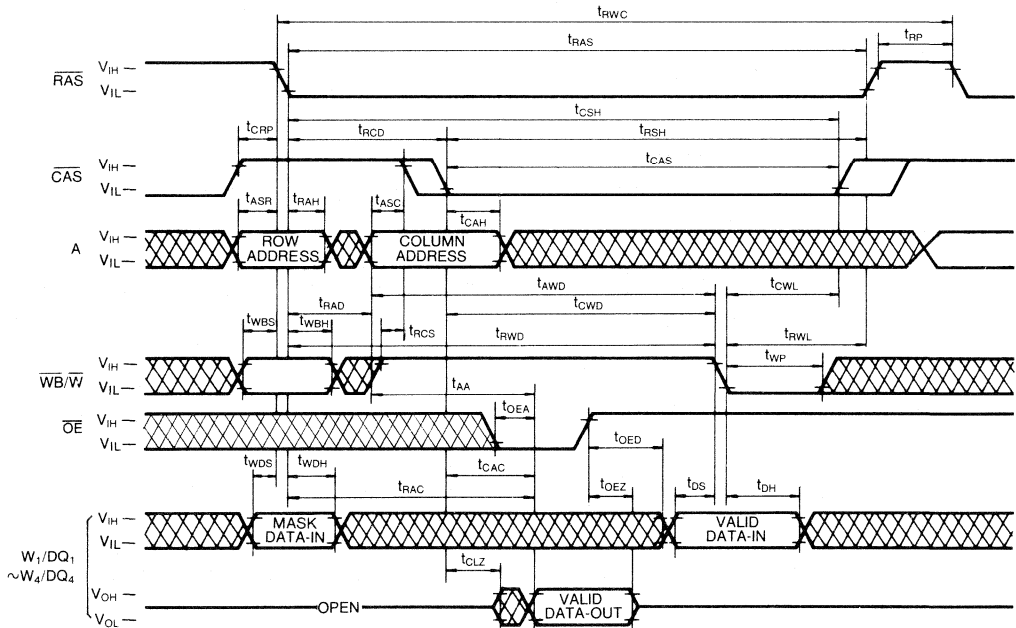 tRWC
tRAS
tRP
RAS
VIH
VIL
tCSH
tCRP
tRCD
tRSH
tCAS
CAS
VIH
VIL
tASR
tRAH
tASC
tCAH
A
VIH
VIL
ROW ADDRESS
COLUMN ADDRESS
tAWD
tCWL
tRAD
tCWD
tWBS
tWBH
tRCS
tRWD
tRWL
tWP
WB/W
VIH
VIL
tAA
tOEA
OE
VIH
VIL
tOED
tWDS
tWDH
tCAC
tOEZ
tDS
tDH
tRAC
VIH
VIL
MASK DATA-IN
VALID DATA-IN
W1/DQ1
~W4/DQ4
tCLZ
VOH
VOL
OPEN
VALID DATA-OUT